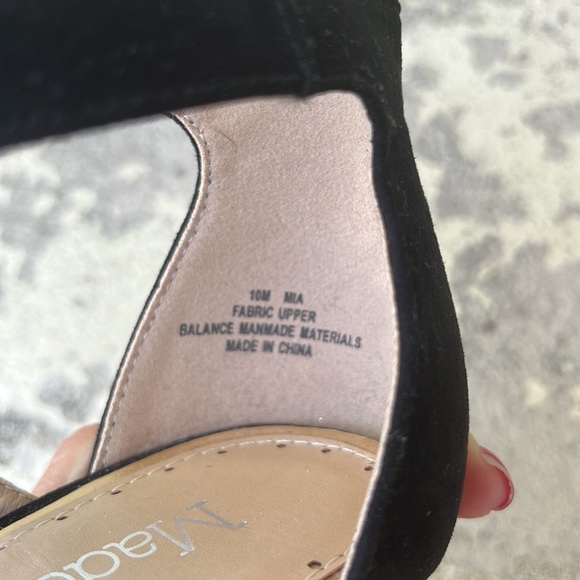 10M MIA
FABRIC UPPER
BALANCE MANMADE MATERIALS
MADE IN CHINA